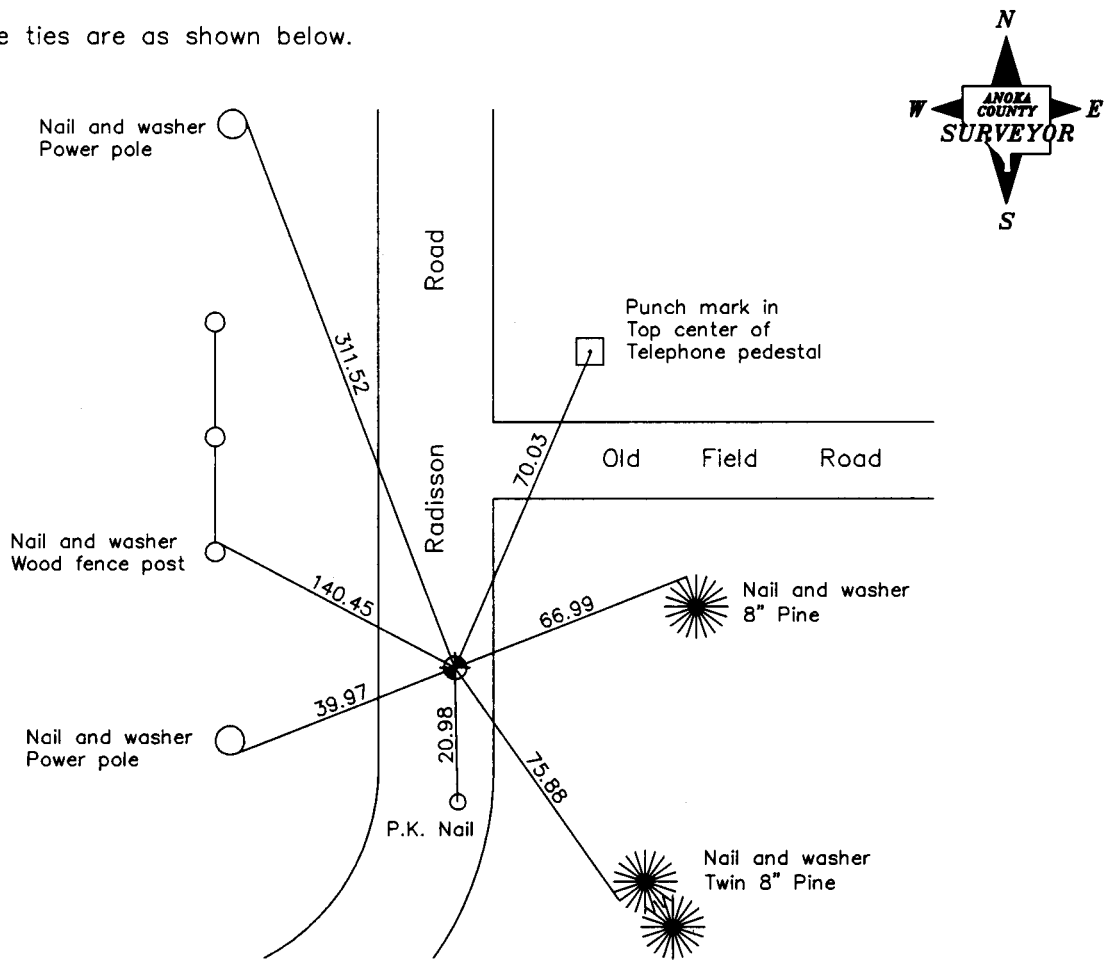 e ties are as shown below.
N
W
ANOKA
COUNTY
E
SURVEYOR
S
Nail and washer
Power pole
Road
311.52
Punch mark in
Top center of
Telephone pedestal
70.03
Old Field Road
Radisson
Nail and washer
Wood fence post
140.45
66.99
Nail and washer
8" Pine
39.97
20.98
Nail and washer
Power pole
75.88
P.K. Nail
Nail and washer
Twin 8" Pine